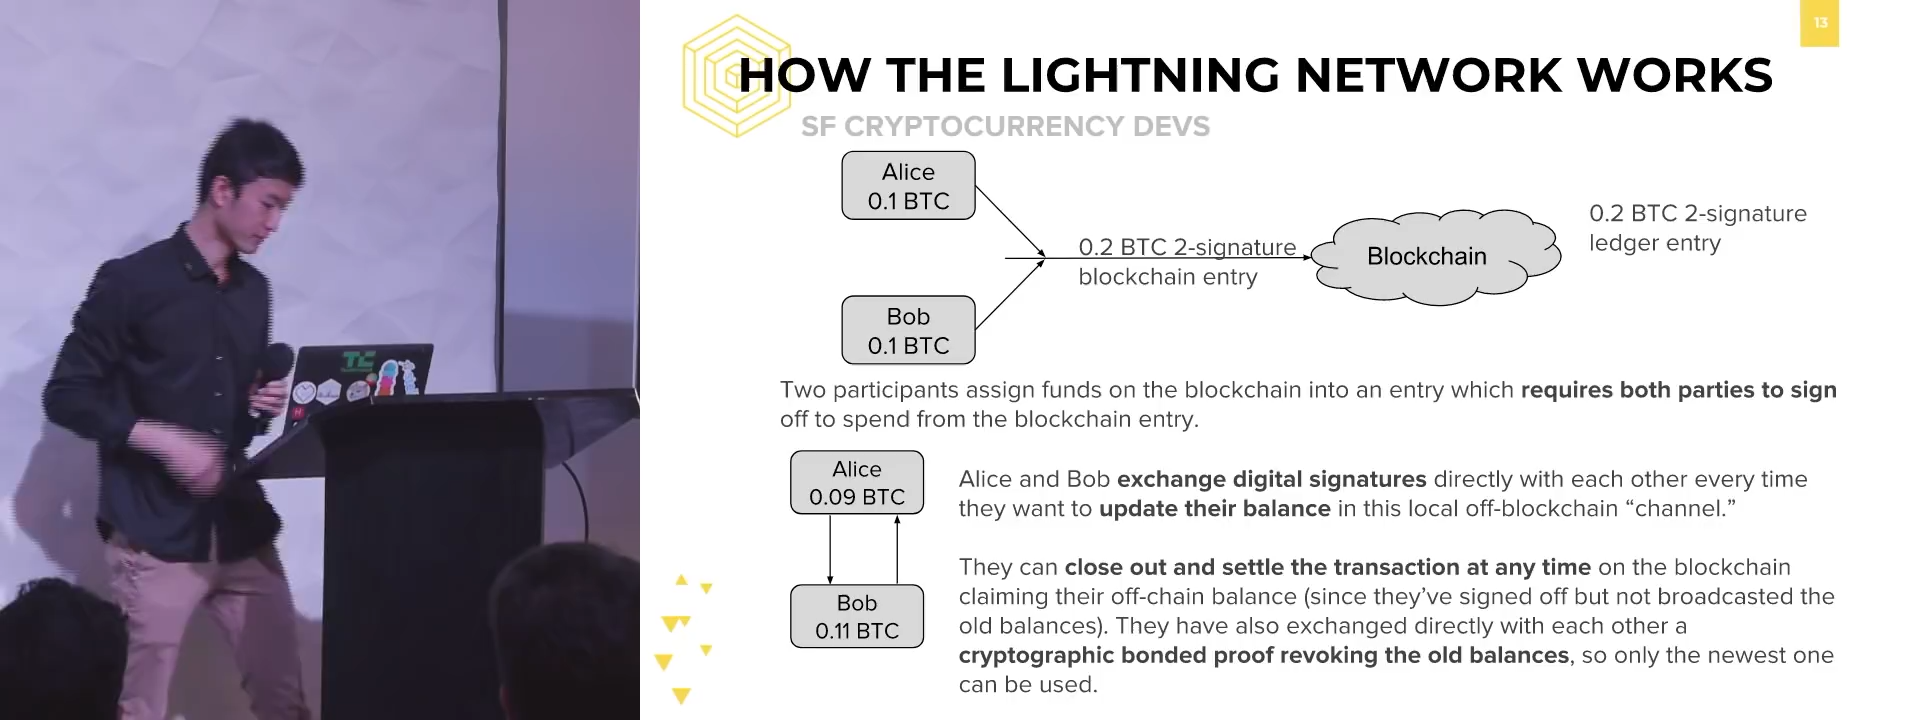 13
HOW THE LIGHTNING NETWORK WORKS
SF CRYPTOCURRENCY DEVS
Alice
0.1 BTC
0.2 BTC 2-signature
blockchain entry
Blockchain
0.2 BTC 2-signature
ledger entry
Bob
0.1 BTC
Two participants assign funds on the blockchain into an entry which requires both parties to sign
off to spend from the blockchain entry.
Alice
0.09 BTC
Bob
0.11 BTC
Alice and Bob exchange digital signatures directly with each other every time
they want to update their balance in this local off-blockchain “channel.”
They can close out and settle the transaction at any time on the blockchain
claiming their off-chain balance (since they’ve signed off but not broadcasted the
old balances). They have also exchanged directly with each other a
cryptographic bonded proof revoking the old balances, so only the newest one
can be used.
TC